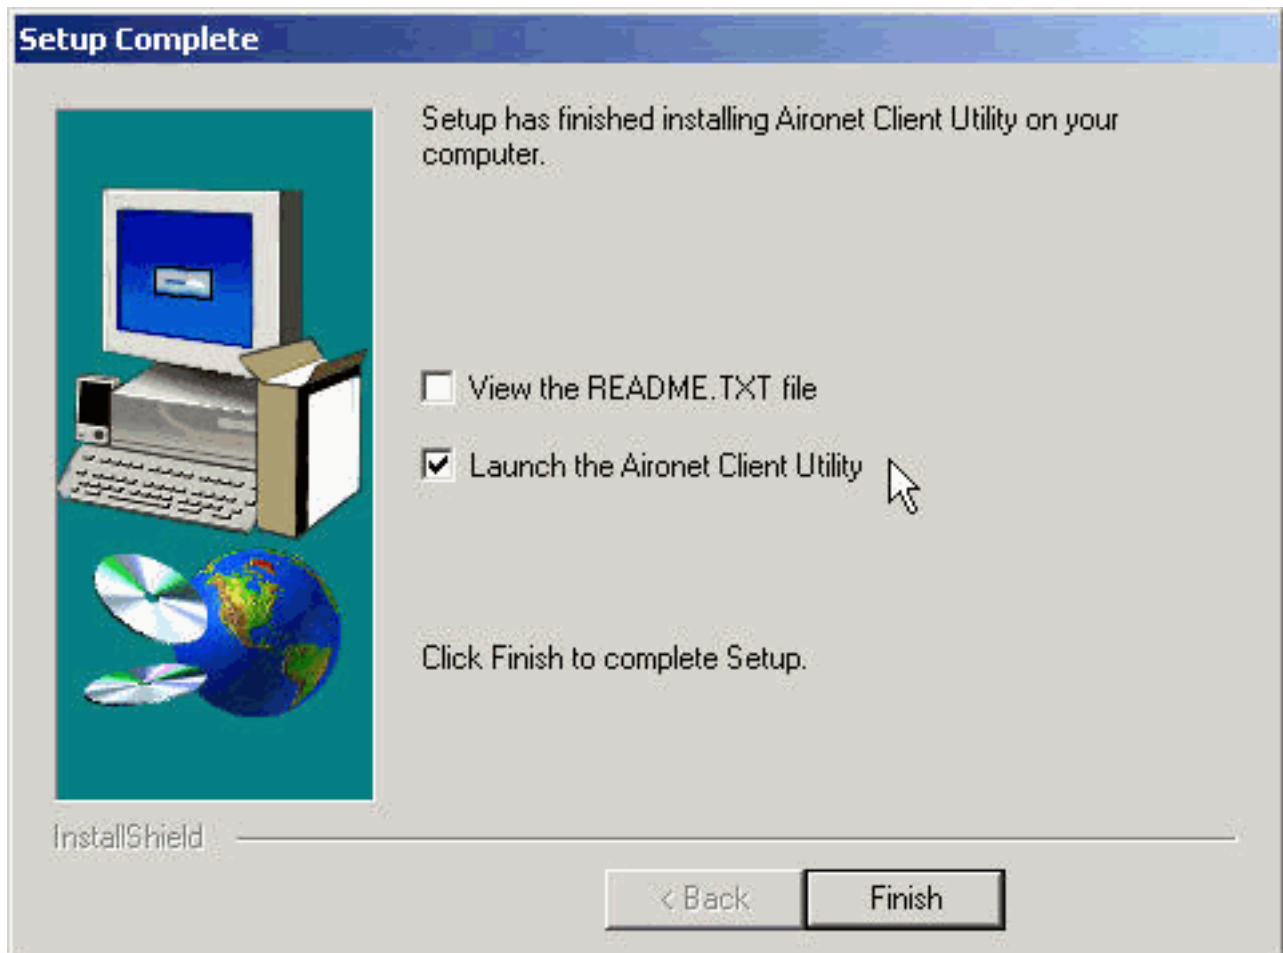 Setup Complete
Setup has finished installing Aironet Client Utility on your
computer.
View the README.TXT file
Launch the Aironet Client Utility
Click Finish to complete Setup.
InstallShield
< Back
Finish